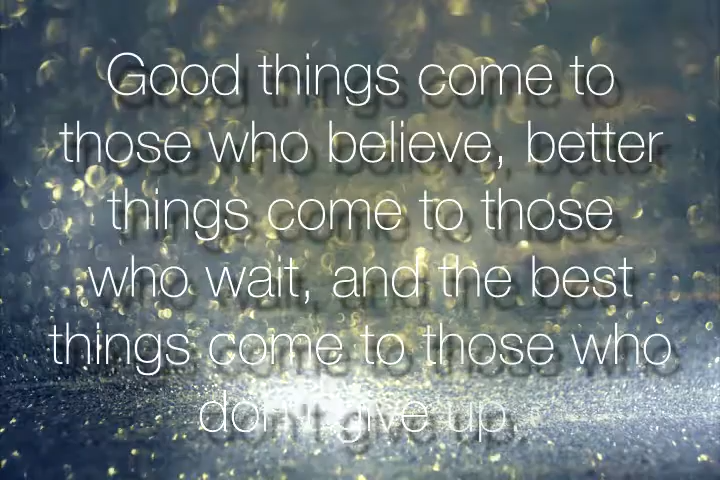 Good things come to
those who believe, better
things come to those
who wait, and the best
things come to those who
don't give up.